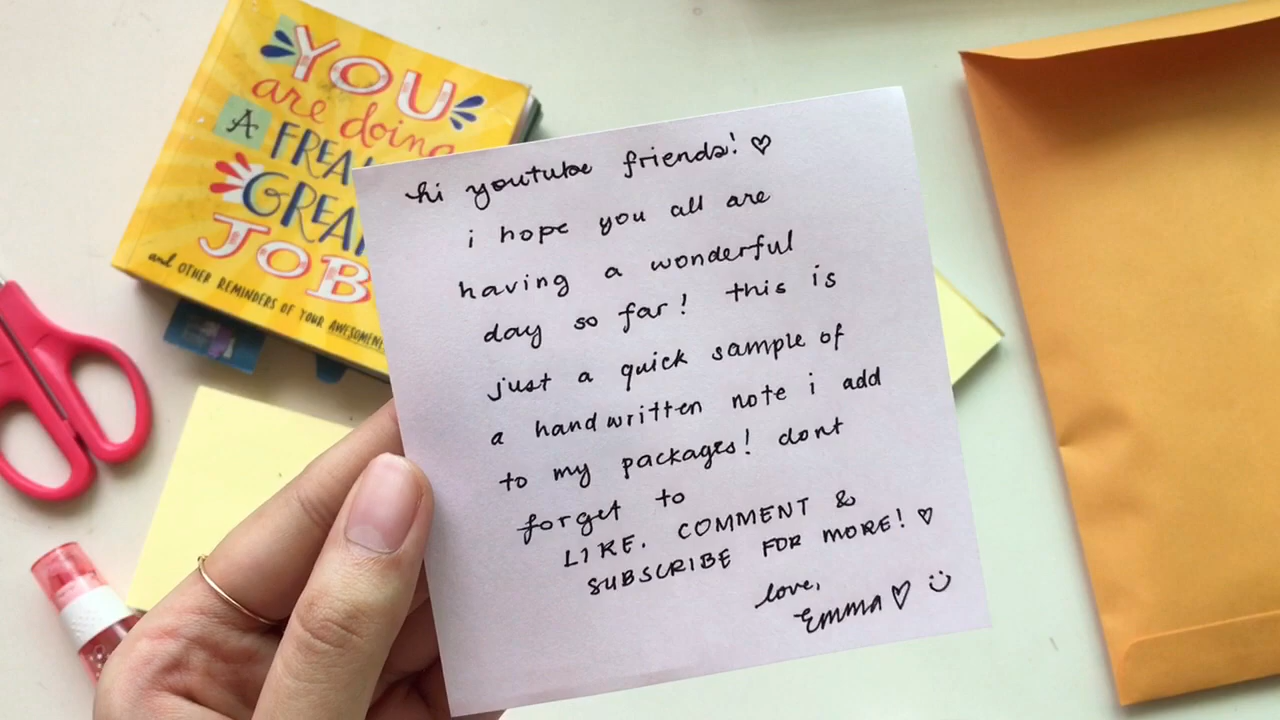 YOU
are doing
A FREA
GREA
JOB
and OTHER REMINDERS OF YOUR AWESOMENE
hi youtube friends! ♡
i hope you all are
having a wonderful
day so far! this is
just a quick sample of
a handwritten note i add
to my packages! dont
forget to
LIKE. COMMENT &
SUBSCRIBE FOR MORE! ♡
love,
Emma ♡ :)